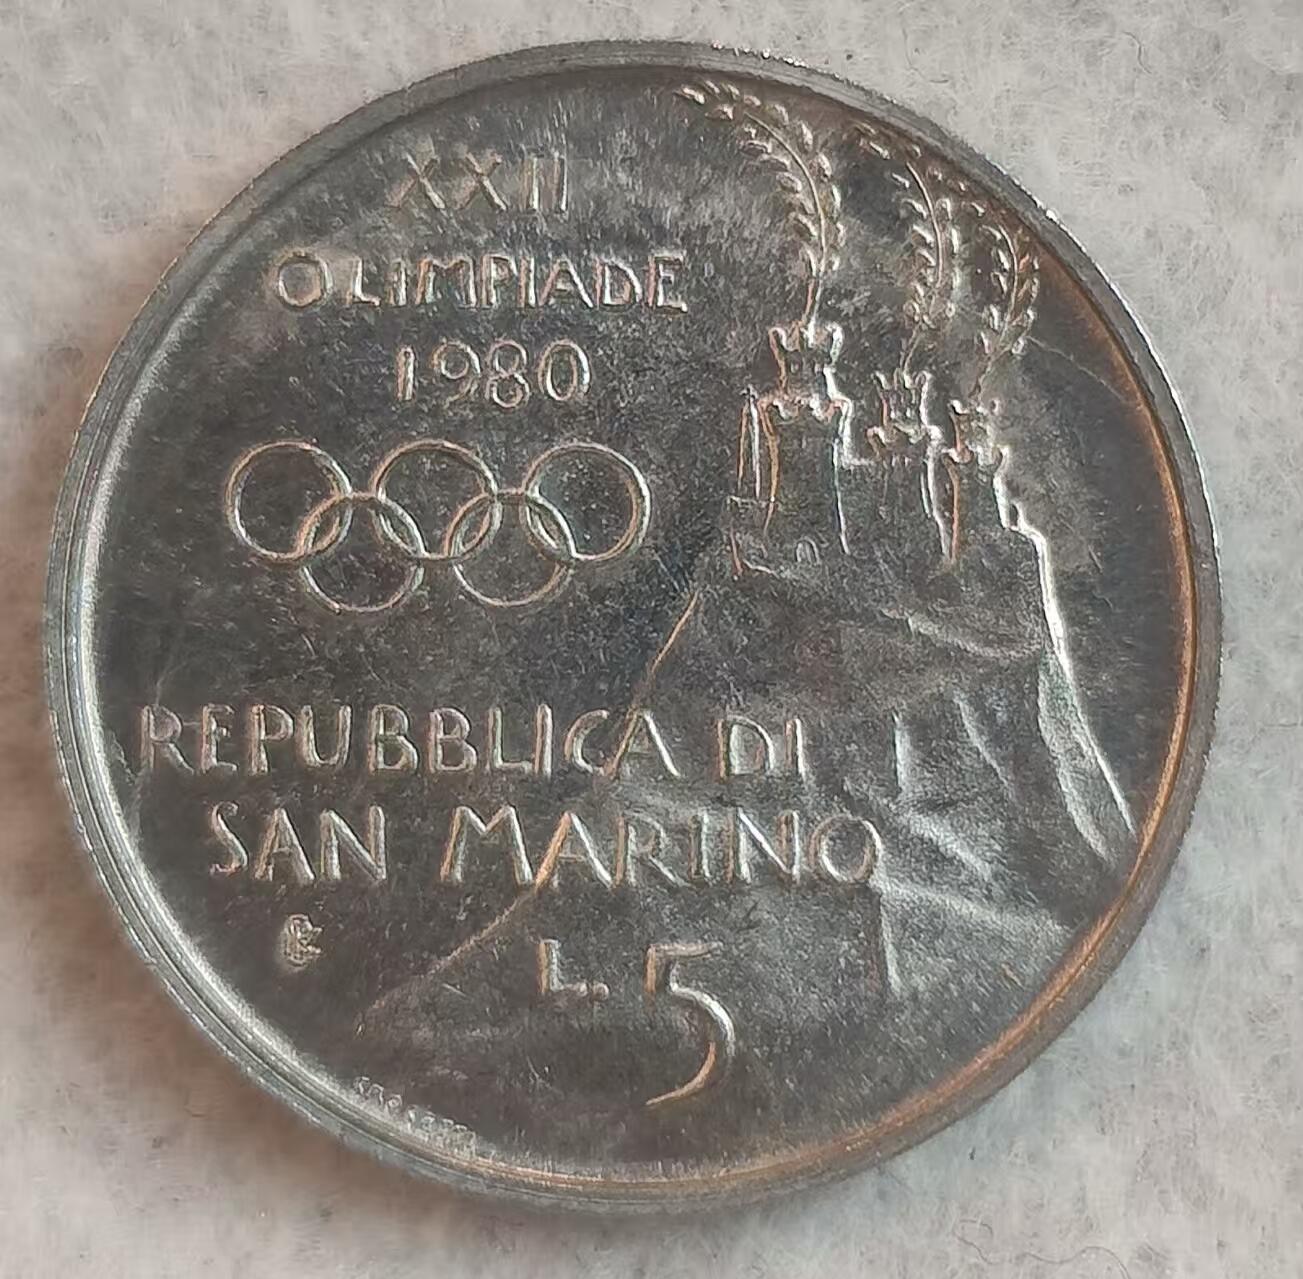 XXII
OLIMPIADE
1980
REPUBBLICA DI
SAN MARINO
R
L. 5